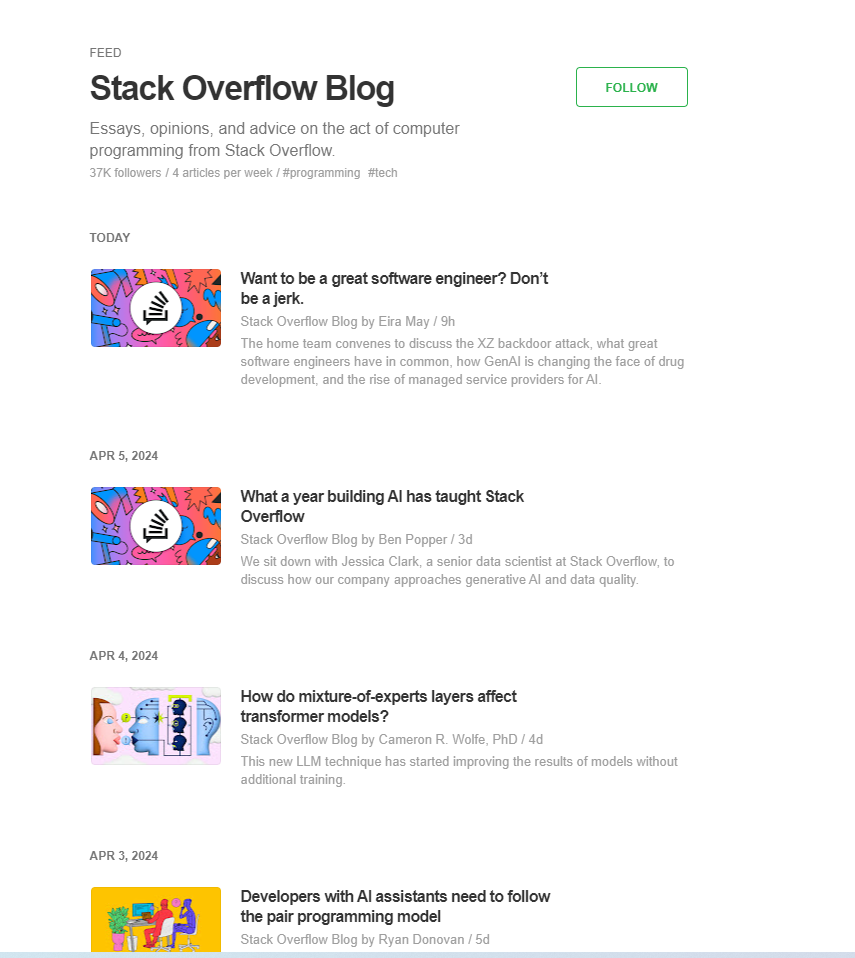 FEED
Stack Overflow Blog
FOLLOW
Essays, opinions, and advice on the act of computer
programming from Stack Overflow.
37K followers / 4 articles per week / #programming #tech
TODAY
Want to be a great software engineer? Don’t
be a jerk.
Stack Overflow Blog by Eira May / 9h
The home team convenes to discuss the XZ backdoor attack, what great
software engineers have in common, how GenAI is changing the face of drug
development, and the rise of managed service providers for AI.
APR 5, 2024
What a year building AI has taught Stack
Overflow
Stack Overflow Blog by Ben Popper / 3d
We sit down with Jessica Clark, a senior data scientist at Stack Overflow, to
discuss how our company approaches generative AI and data quality.
APR 4, 2024
How do mixture-of-experts layers affect
transformer models?
Stack Overflow Blog by Cameron R. Wolfe, PhD / 4d
This new LLM technique has started improving the results of models without
additional training.
APR 3, 2024
Developers with AI assistants need to follow
the pair programming model
Stack Overflow Blog by Ryan Donovan / 5d